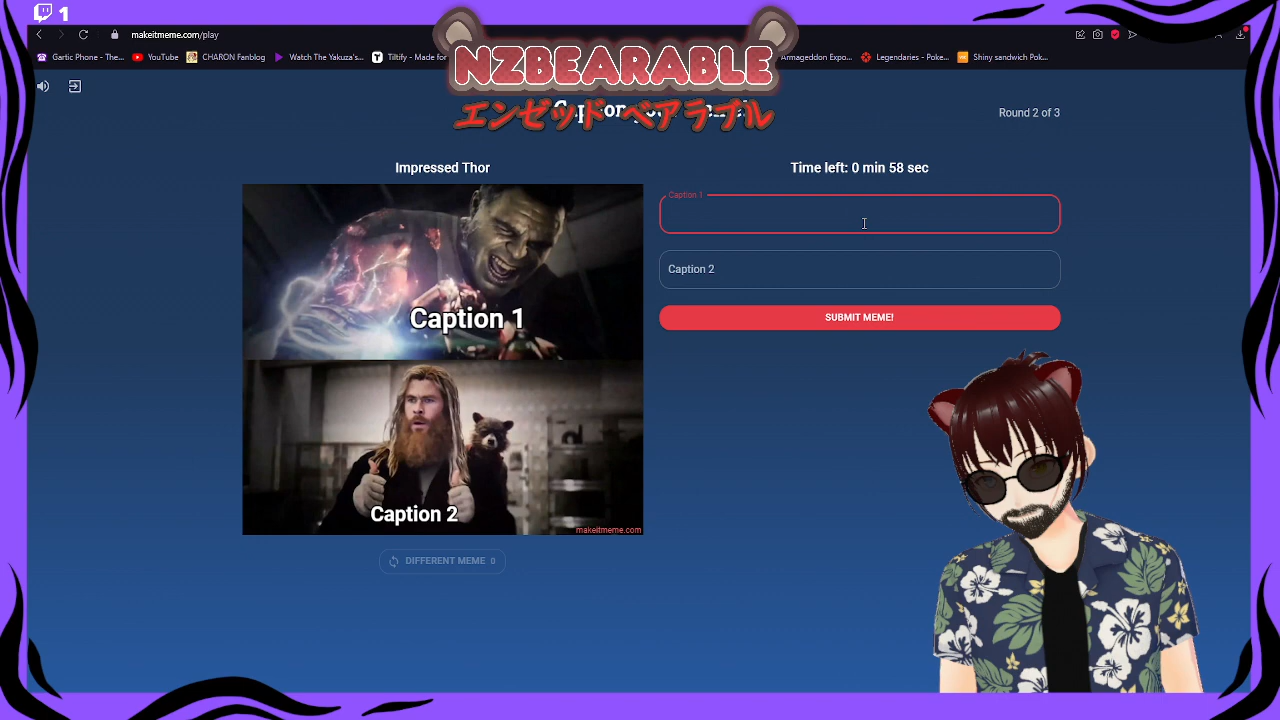 1
makeitmeme.com/play
Gartic Phone - The...
YouTube
CHARON Fanblog
Watch The Yakuza's...
Tiltify - Made for
Armageddon Expo...
Legendaries - Poke...
Shiny sandwich Pok...
NZBEARABLE
エンゼッド ベアラブル
Round 2 of 3
Impressed Thor
Time left: 0 min 58 sec
Caption 1
Caption 2
SUBMIT MEME!
Caption 1
Caption 2
makeitmeme.com
DIFFERENT MEME 0